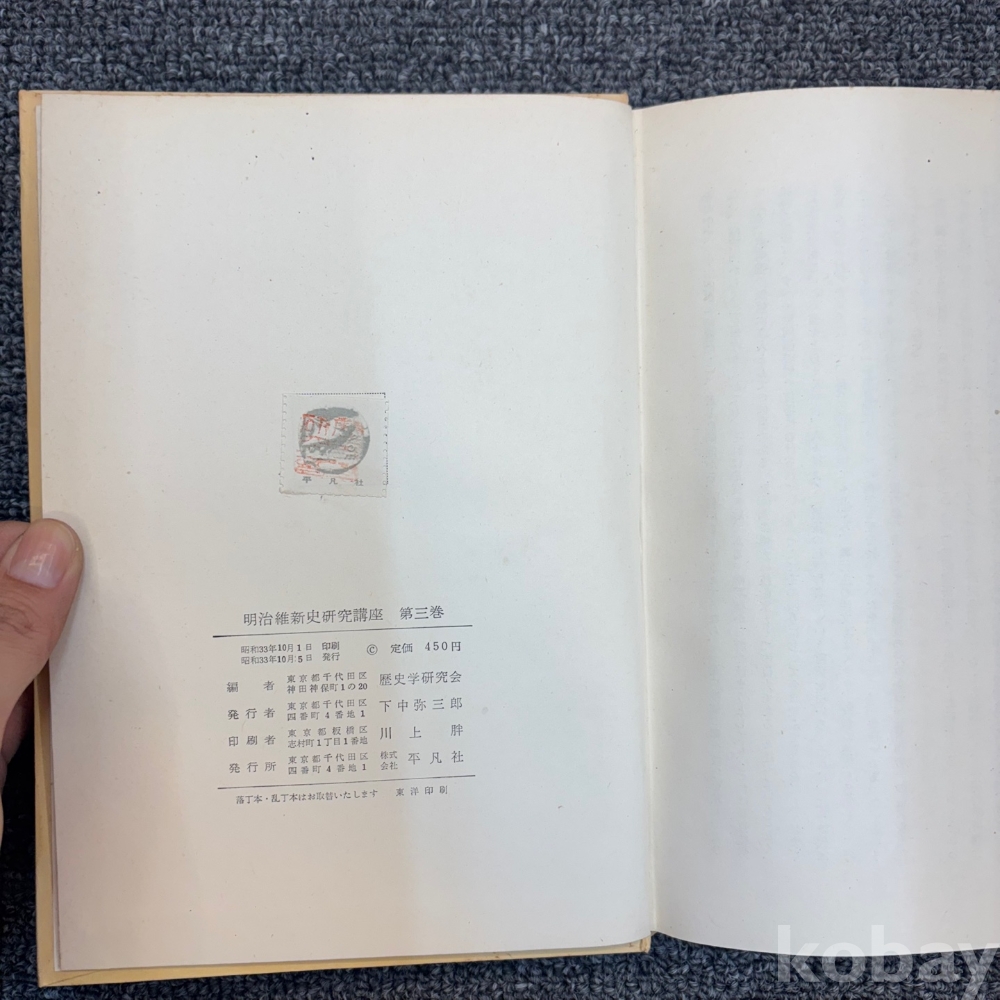 平凡社
明治維新史研究講座 第三巻
昭和33年10月1日 印刷
昭和33年10月5日 発行
© 定価 450円
編者 東京都千代田区神田神保町1の20 歴史学研究会
発行者 東京都千代田区四番町4番地1 下中弥三郎
印刷者 東京都板橋区志村町1丁目1番地 川上胖
発行所 東京都千代田区四番町4番地1 株式会社 平凡社
落丁本・乱丁本はお取替いたします 東洋印刷
kobay